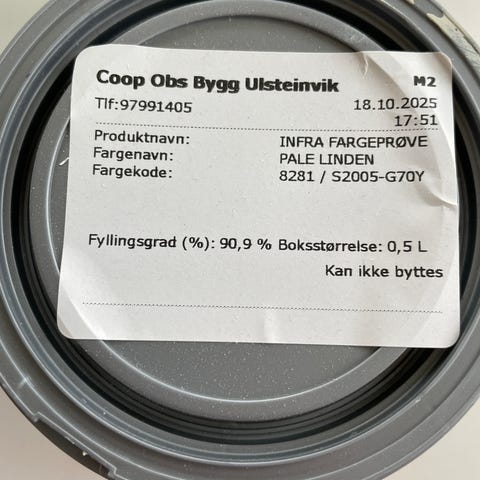 Coop Obs Bygg Ulsteinvik M2
Tlf:97991405 18.10.2025
17:51
Produktnavn: INFRA FARGEPRØVE
Fargenavn: PALE LINDEN
Fargekode: 8281 / S2005-G70Y
Fyllingsgrad (%): 90,9 % Boksstørrelse: 0,5 L
Kan ikke byttes